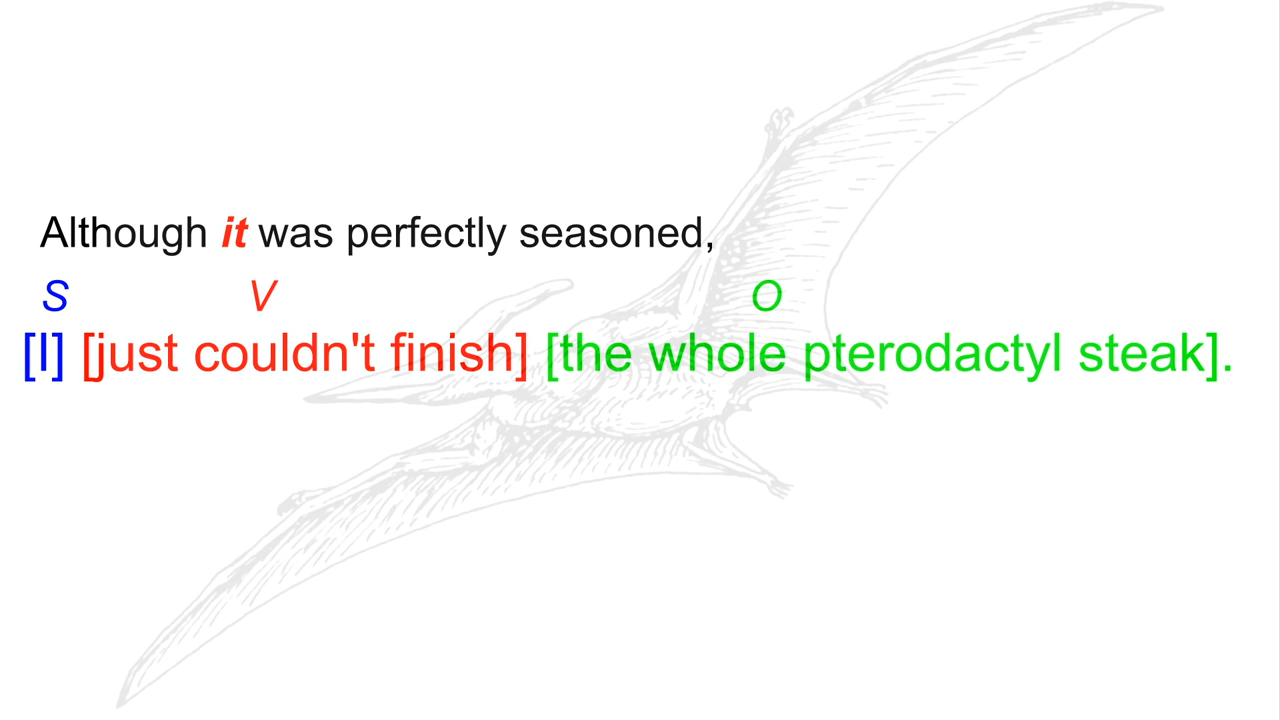 Although it was perfectly seasoned,
S V O
[I] [just couldn't finish] [the whole pterodactyl steak].